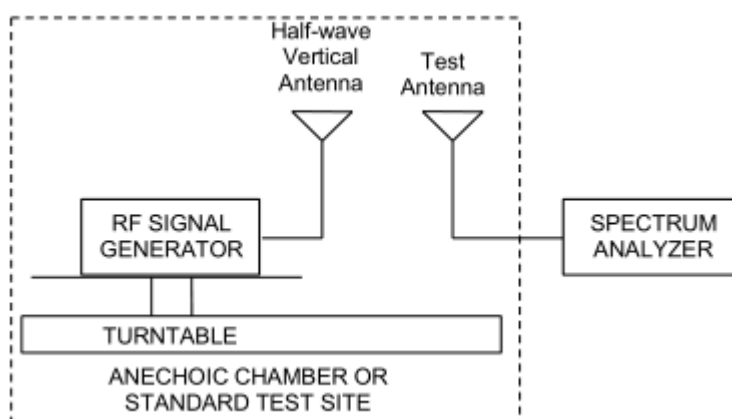 Half-wave
Vertical
Antenna
Test
Antenna
RF SIGNAL
GENERATOR
SPECTRUM
ANALYZER
TURNTABLE
ANECHOIC CHAMBER OR
STANDARD TEST SITE